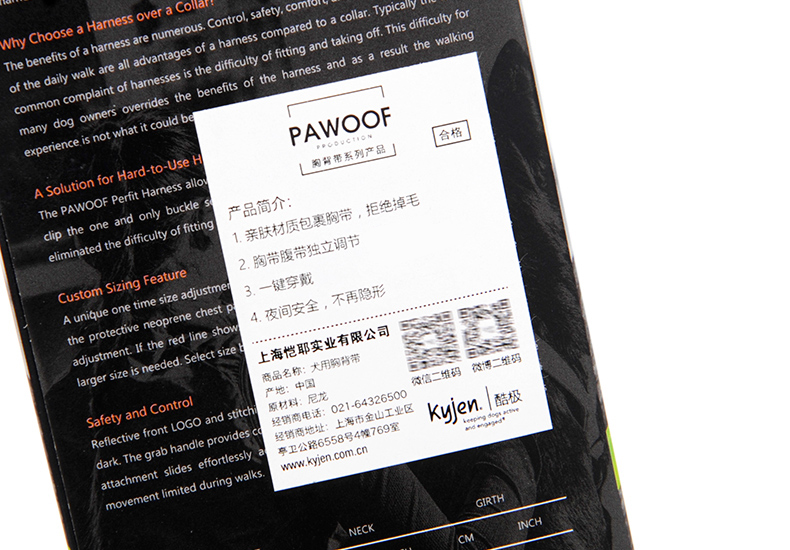 Why Choose a Harness over a Collar?
The benefits of a harness are numerous. Control, safety, comfort,
of the daily walk are all advantages of a harness compared to a collar. Typically the
common complaint of harnesses is the difficulty of fitting and taking off. This difficulty for
many dog owners overrides the benefits of the harness and as a result the walking
experience is not what it could be
A Solution for Hard-to-Use H
The PAWOOF Perfit Harness allow
clip the one and only buckle
eliminated the difficulty of fitting
Custom Sizing Feature
A unique one time size adjustm
the protective neoprene chest pa
adjustment. If the red line show
larger size is needed. Select size b
Safety and Control
Reflective front LOGO and stitchi
dark. The grab handle provides co
attachment slides effortlessly a
movement limited during walks.
NECK
GIRTH
CM
INCH
PAWOOF
PRODUCTION
胸背带系列产品
合格
产品简介：
1. 亲肤材质包裹胸带，拒绝掉毛
2. 胸带腹带独立调节
3. 一键穿戴
4. 夜间安全，不再隐形
上海恺耶实业有限公司
商品名称：犬用胸背带
产地：中国
原材料：尼龙
经销商电话：021-64326500
经销商地址：上海市金山工业区
亭卫公路6558号4幢769室
www.kyjen.com.cn
微信二维码
微博二维码
Kyjen. | 酷极
keeping dogs active
and engaged